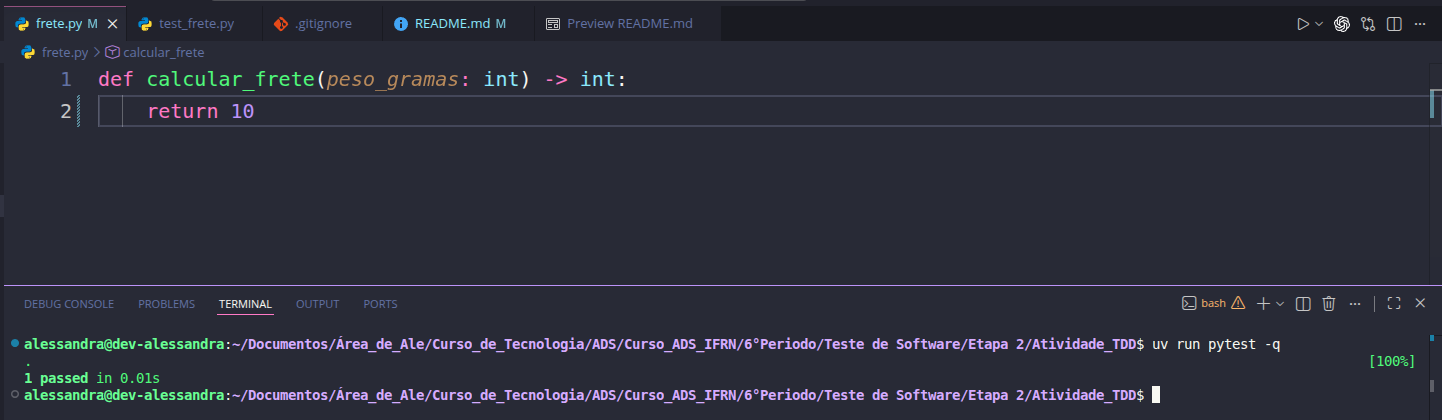 frete.py M test_frete.py .gitignore README.md M Preview README.md
frete.py > calcular_frete
1 def calcular_frete(peso_gramas: int) -> int:
2 return 10
DEBUG CONSOLE PROBLEMS TERMINAL OUTPUT PORTS bash
alessandra@dev-alessandra:~/Documentos/Área_de_Ale/Curso_de_Tecnologia/ADS/Curso_ADS_IFRN/6°Periodo/Teste de Software/Etapa 2/Atividade_TDD$ uv run pytest -q
. [100%]
1 passed in 0.01s
alessandra@dev-alessandra:~/Documentos/Área_de_Ale/Curso_de_Tecnologia/ADS/Curso_ADS_IFRN/6°Periodo/Teste de Software/Etapa 2/Atividade_TDD$